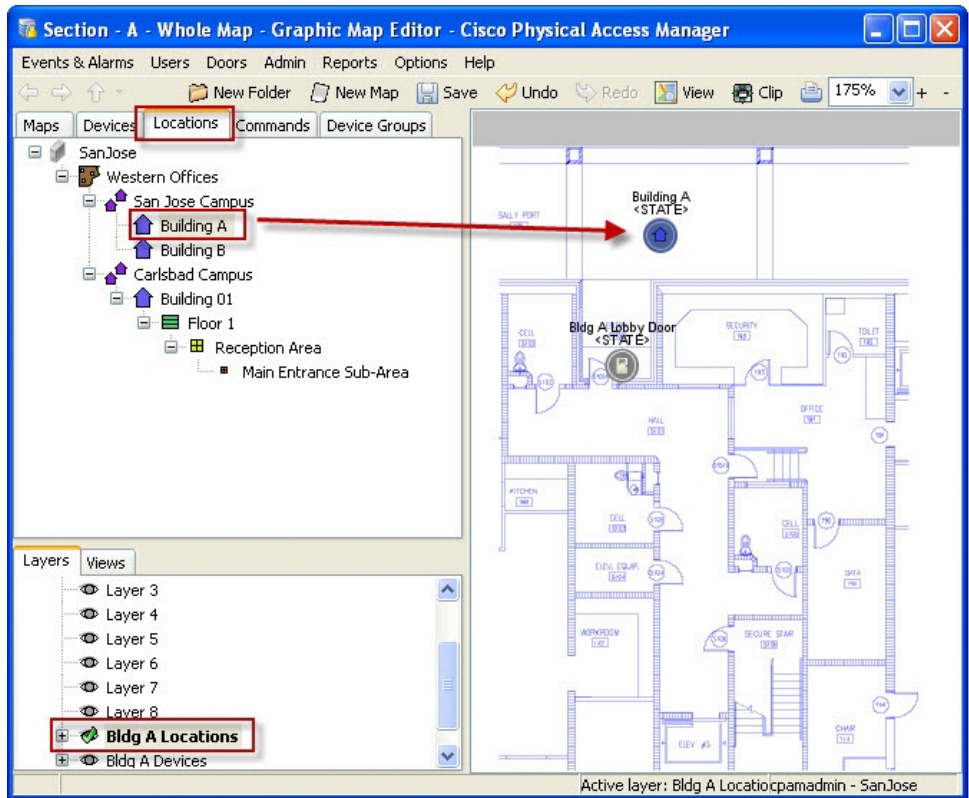 Section - A - Whole Map - Graphic Map Editor - Cisco Physical Access Manager
Events & Alarms Users Doors Admin Reports Options Help
New Folder New Map Save Undo Redo View Clip 175% + -
Maps Devices Locations Commands Device Groups
SanJose
Western Offices
San Jose Campus
Building A
Building B
Carlsbad Campus
Building 01
Floor 1
Reception Area
Main Entrance Sub-Area
Layers Views
Layer 3
Layer 4
Layer 5
Layer 6
Layer 7
Layer 8
Bldg A Locations
Bldg A Devices
Building A
<STATE>
SALLY PORT
Bldg A Lobby Door
<STATE>
CELL
SECURITY
TOILET
OFFICE
HALL
KITCHEN
CELL
CELL
ELEV. EQUIP.
DATA
WORKROOM
SECURE STAIR
CHAIR
ELEV #3
Active layer: Bldg A Locatio
cpamadmin - SanJose